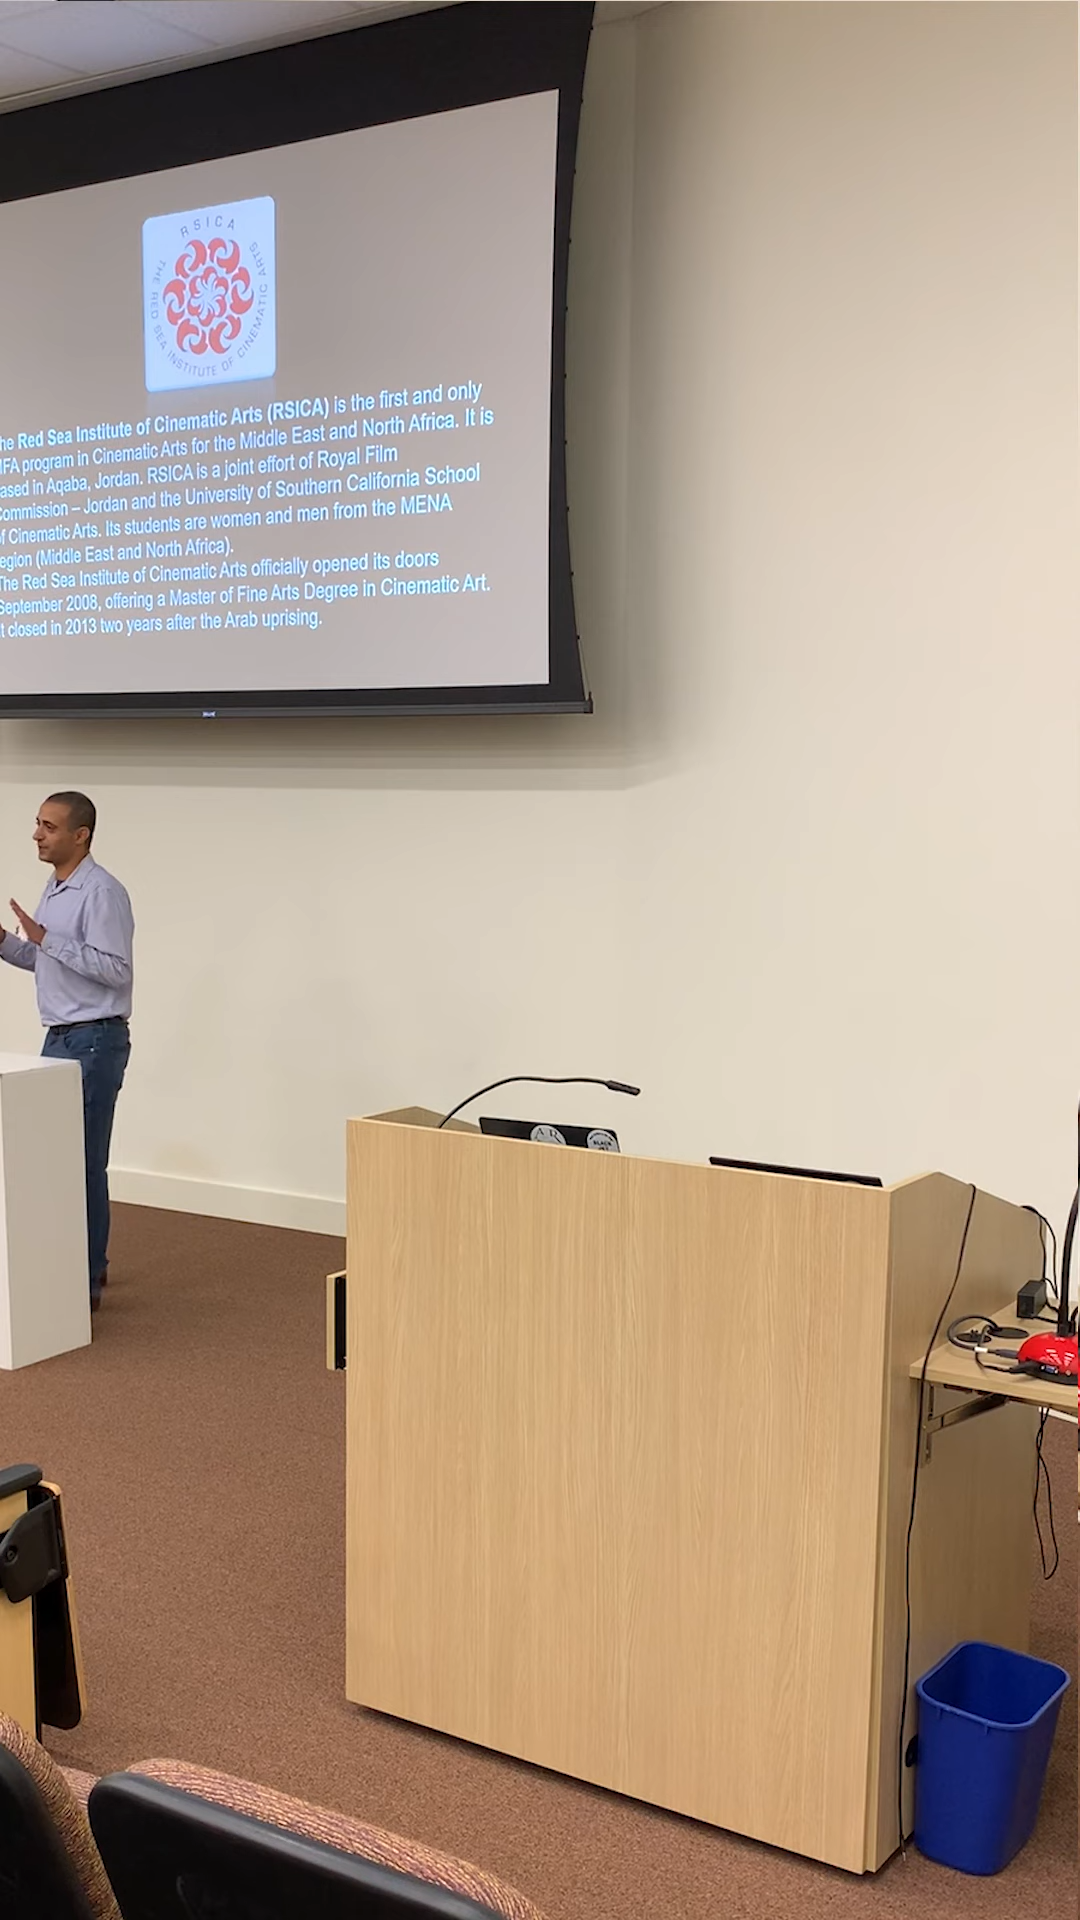 RSICA
THE RED SEA INSTITUTE OF CINEMATIC ARTS
he Red Sea Institute of Cinematic Arts (RSICA) is the first and only
FA program in Cinematic Arts for the Middle East and North Africa. It is
ased in Aqaba, Jordan. RSICA is a joint effort of Royal Film
ommission – Jordan and the University of Southern California School
f Cinematic Arts. Its students are women and men from the MENA
egion (Middle East and North Africa).
The Red Sea Institute of Cinematic Arts officially opened its doors
September 2008, offering a Master of Fine Arts Degree in Cinematic Art.
t closed in 2013 two years after the Arab uprising.
BLACK